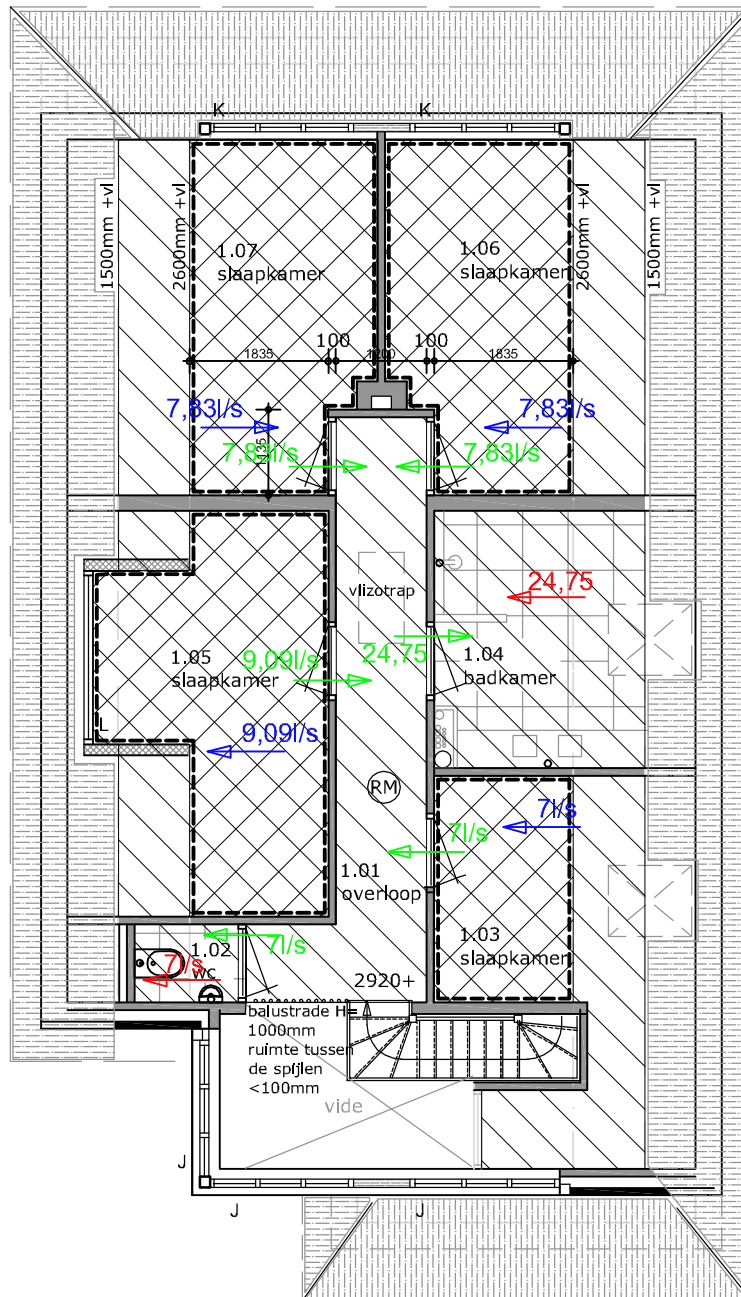 K
K
1500mm +vl
2600mm +vl
2600mm +vl
1500mm +vl
1.07
slaapkamer
1.06
slaapkamer
100
100
1835
1200
1835
7,83l/s
7,83l/s
1135
7,83l/s
7,83l/s
vlizotrap
24,75
1.05
slaapkamer
9,09l/s
24,75
1.04
badkamer
L
9,09l/s
RM
7l/s
7l/s
1.01
overloop
1.03
slaapkamer
7l/s
1.02
wc
7l/s
2920+
balustrade H=
1000mm
ruimte tussen
de spijlen
<100mm
vide
J
J
J